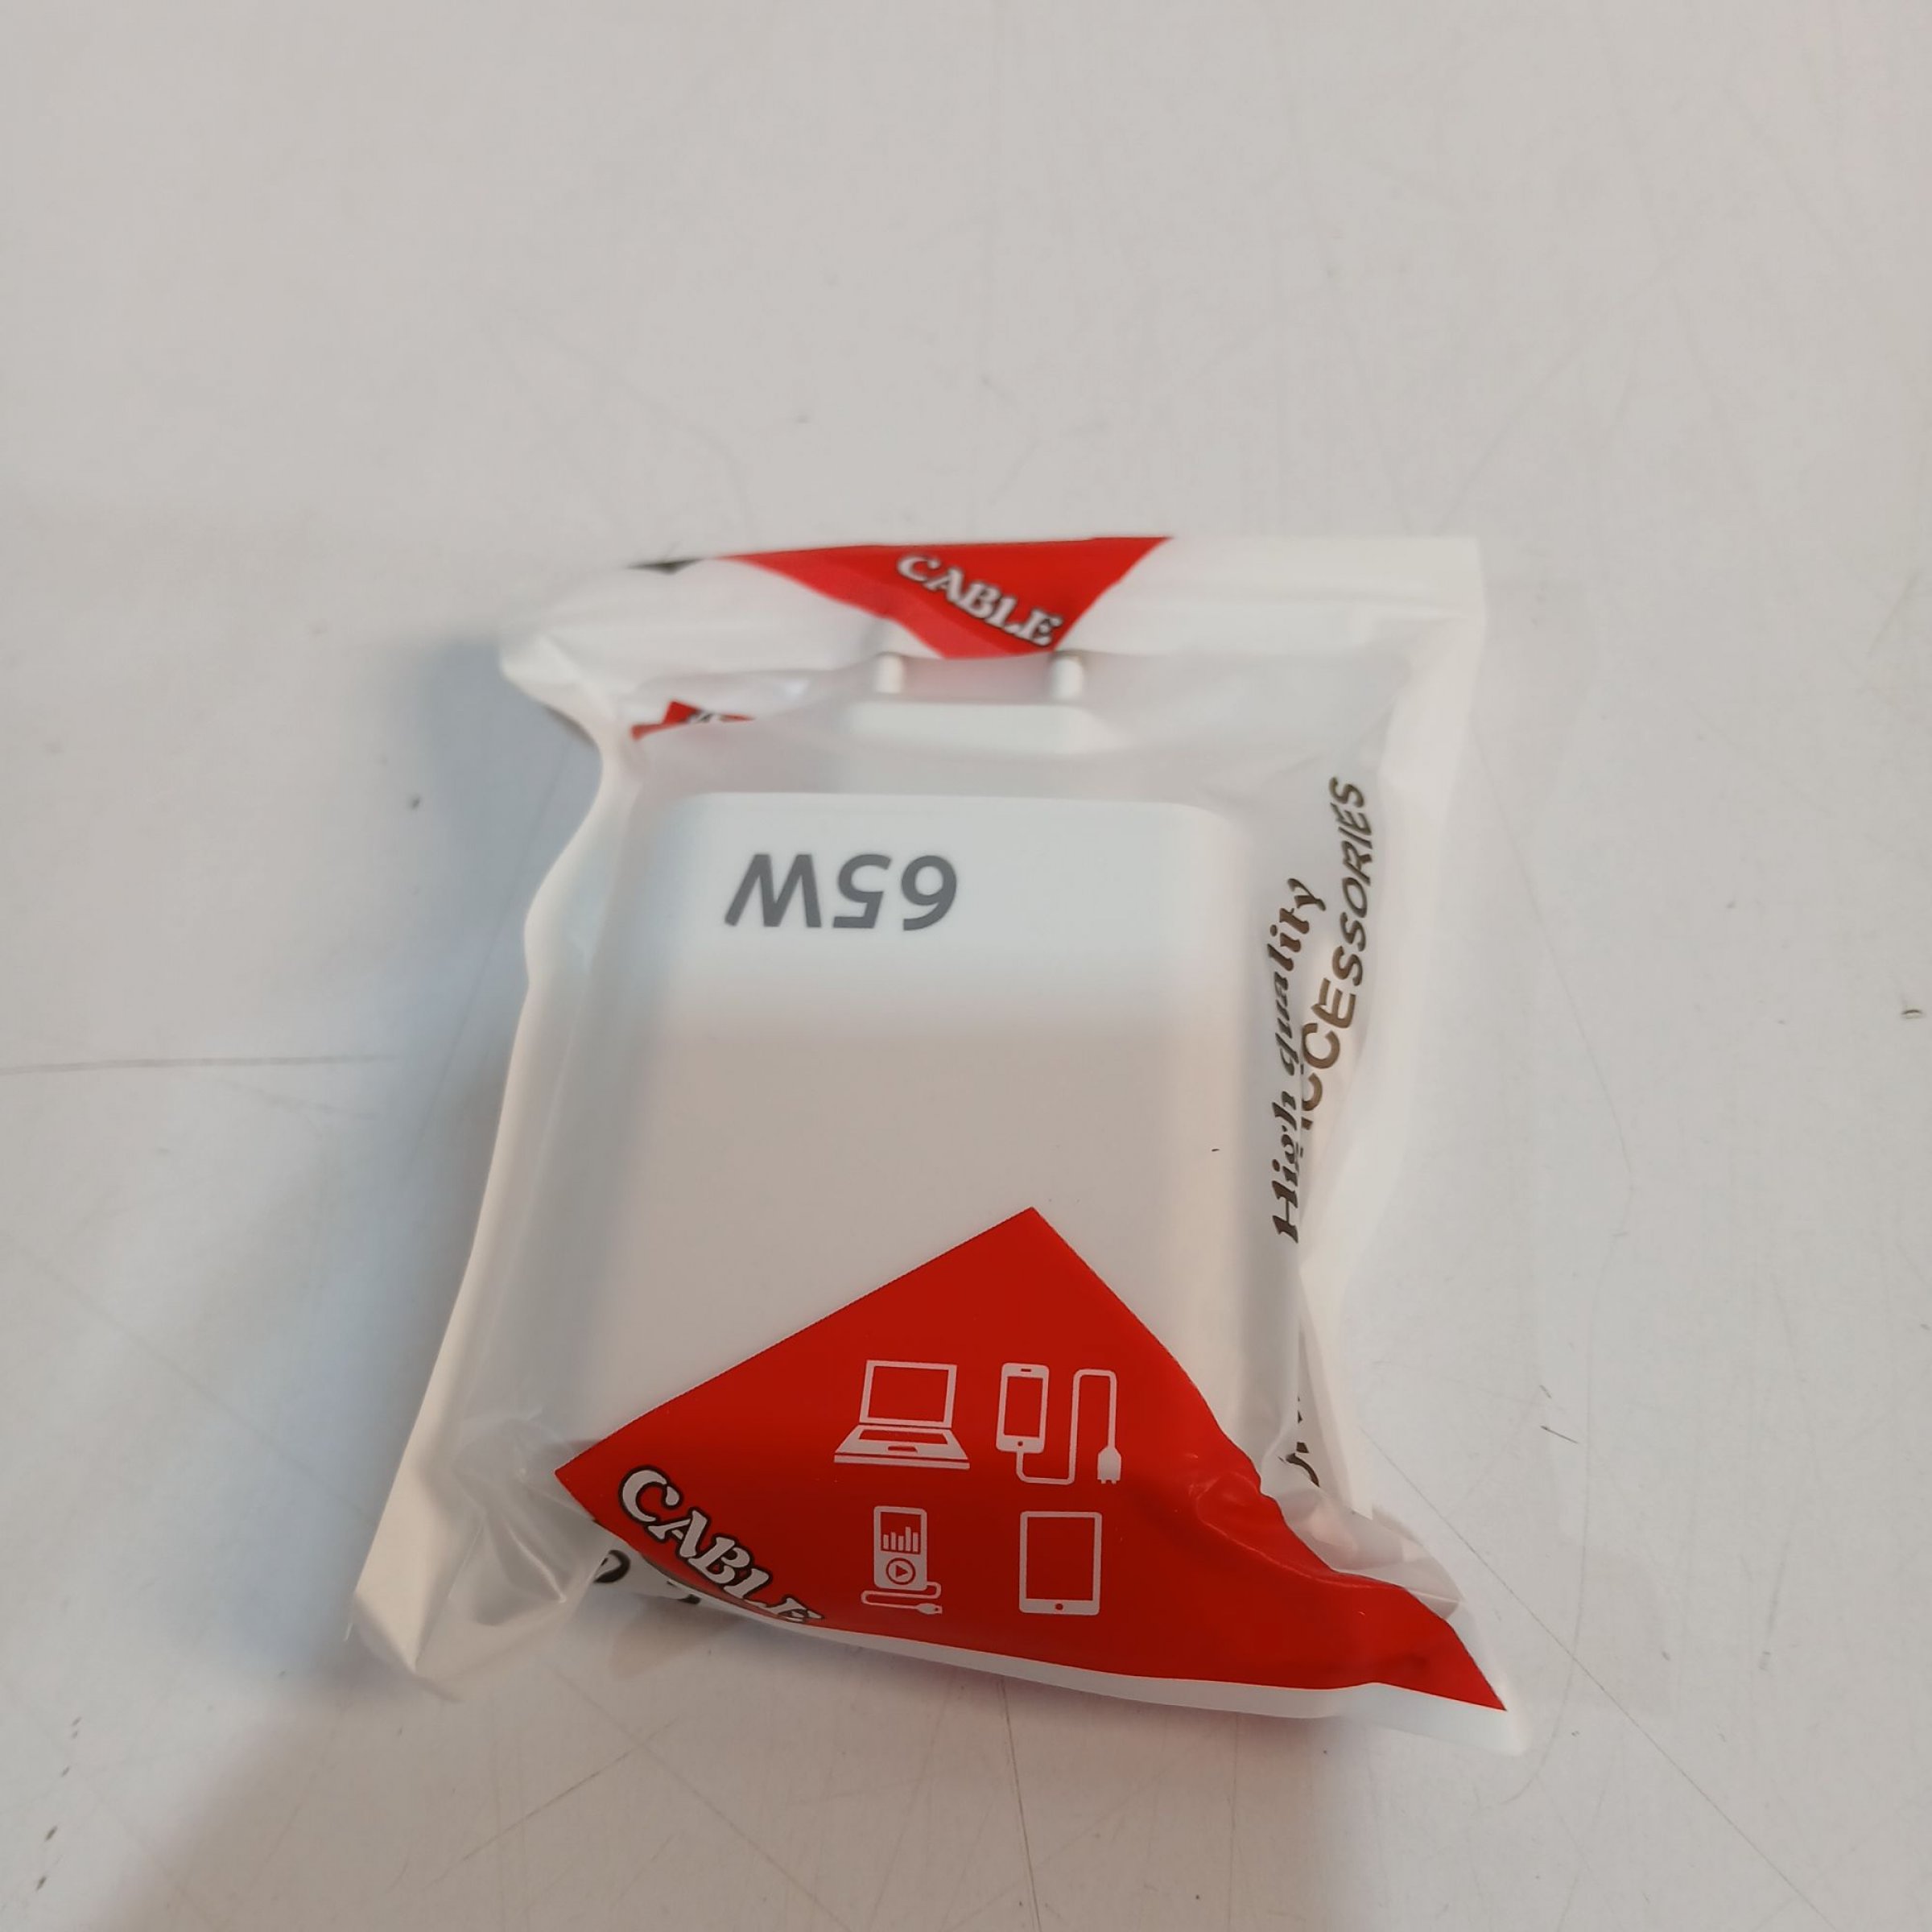 CABLE
65W
High quality
ACCESSORIES
CABLE